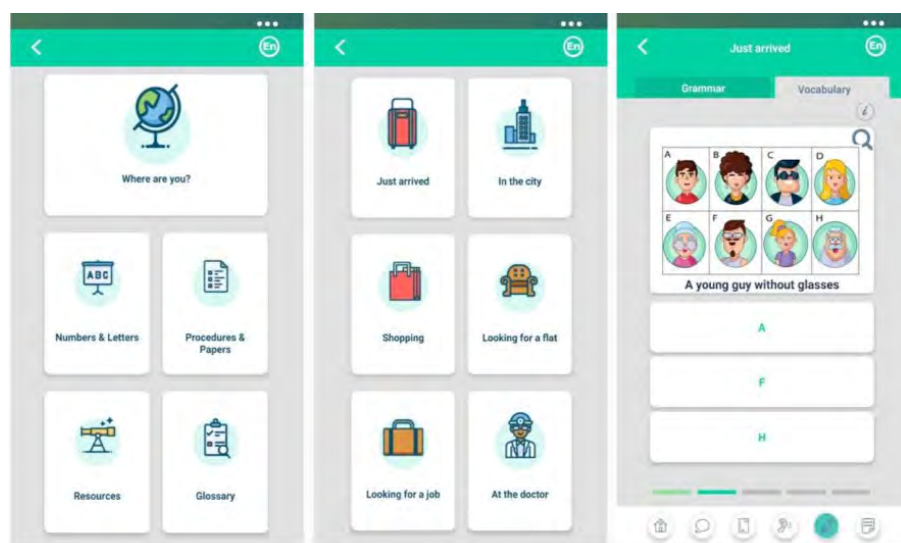 En
Where are you?
ABC
Numbers & Letters
Procedures &
Papers
Resources
Glossary
En
Just arrived
In the city
Shopping
Looking for a flat
Looking for a job
At the doctor
Just arrived
En
Grammar
Vocabulary
i
A B C D
E F G H
A young guy without glasses
A
F
H